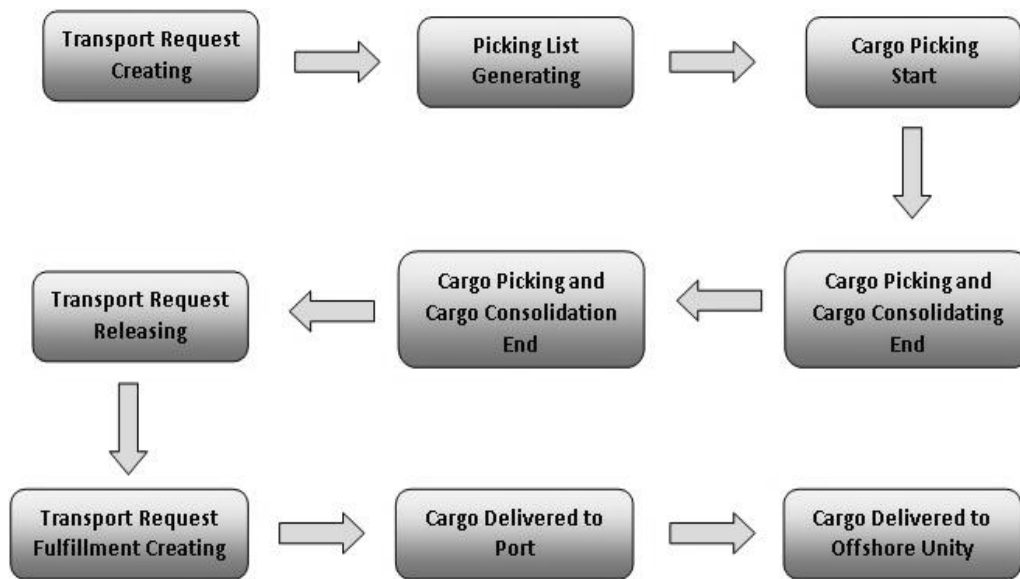 Transport Request
Creating
Picking List
Generating
Cargo Picking
Start
Cargo Picking and
Cargo Consolidating
End
Cargo Picking and
Cargo Consolidation
End
Transport Request
Releasing
Transport Request
Fulfillment Creating
Cargo Delivered to
Port
Cargo Delivered to
Offshore Unity